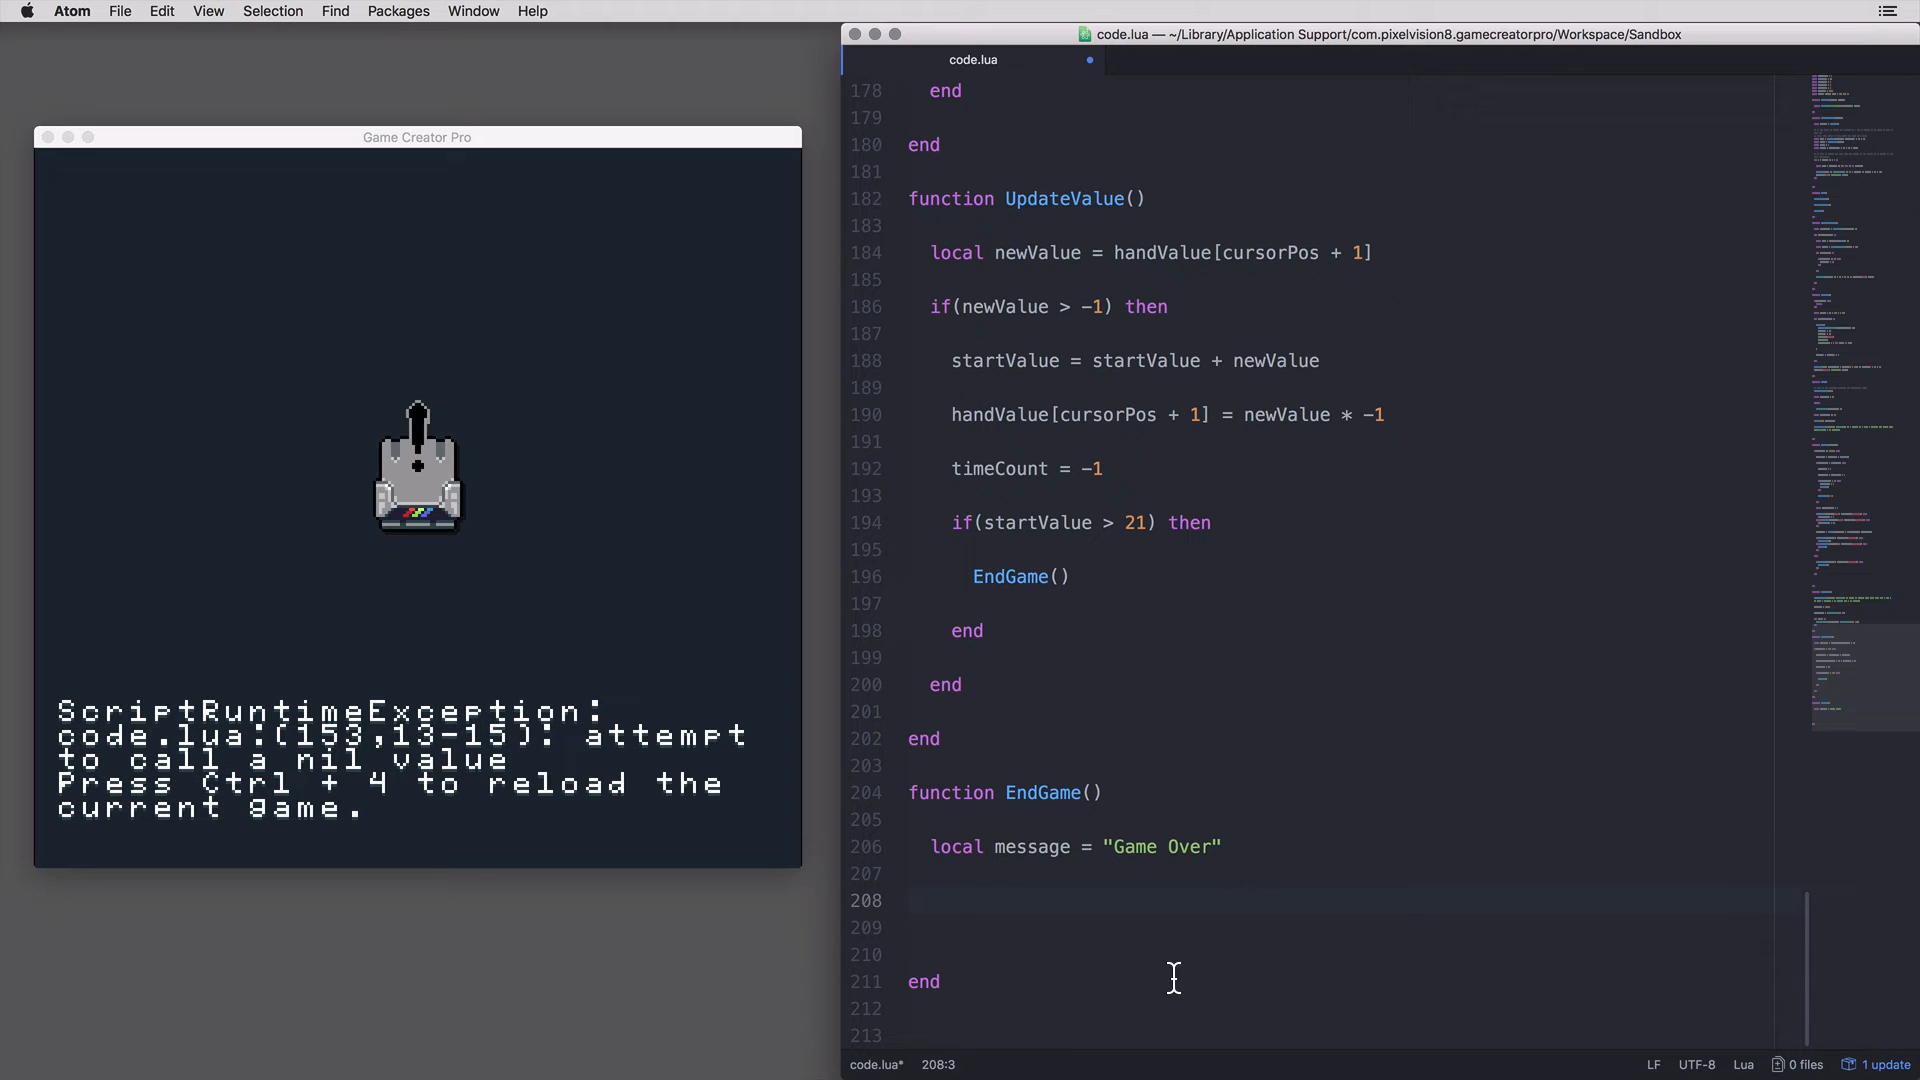 Atom File Edit View Selection Find Packages Window Help
code.lua — ~/Library/Application Support/com.pixelvision8.gamecreatorpro/Workspace/Sandbox
code.lua
Game Creator Pro
ScriptRuntimeException:
code.lua:(153,13-15): attempt
to call a nil value
Press Ctrl + 4 to reload the
current game.
178 end
179
180 end
181
182 function UpdateValue()
183
184 local newValue = handValue[cursorPos + 1]
185
186 if(newValue > -1) then
187
188 startValue = startValue + newValue
189
190 handValue[cursorPos + 1] = newValue * -1
191
192 timeCount = -1
193
194 if(startValue > 21) then
195
196 EndGame()
197
198 end
199
200 end
201
202 end
203
204 function EndGame()
205
206 local message = "Game Over"
207
208
209
210
211 end
212
213
code.lua* 208:3 LF UTF-8 Lua 0 files 1 update